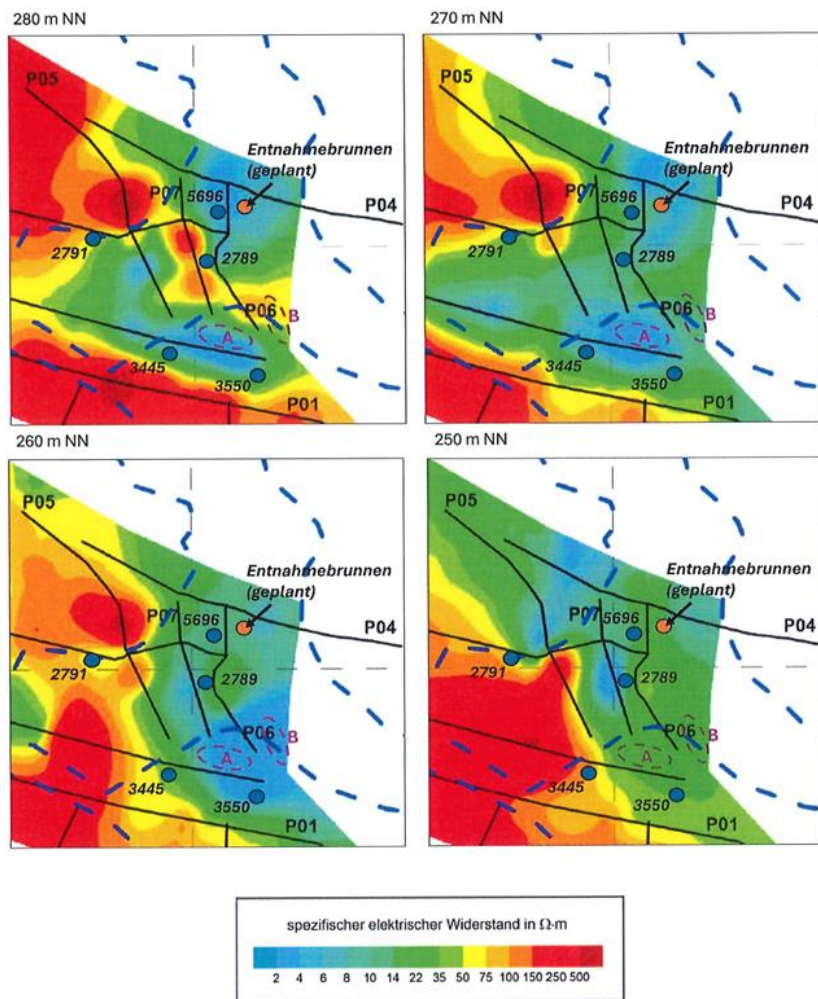 280 m NN
270 m NN
P05
Entnahmebrunnen
(geplant)
P07
5696
P04
2791
2789
P06
B
A
3445
3550
P01
P05
Entnahmebrunnen
(geplant)
P07
5696
P04
2791
2789
P06
B
A
3445
3550
P01
260 m NN
250 m NN
P05
Entnahmebrunnen
(geplant)
P07
5696
P04
2791
2789
P06
B
A
3445
3550
P01
P05
Entnahmebrunnen
(geplant)
P07
5696
P04
2791
2789
P06
B
A
3445
3550
P01
spezifischer elektrischer Widerstand in Ω·m
2 4 6 8 10 14 22 35 50 75 100 150 250 500